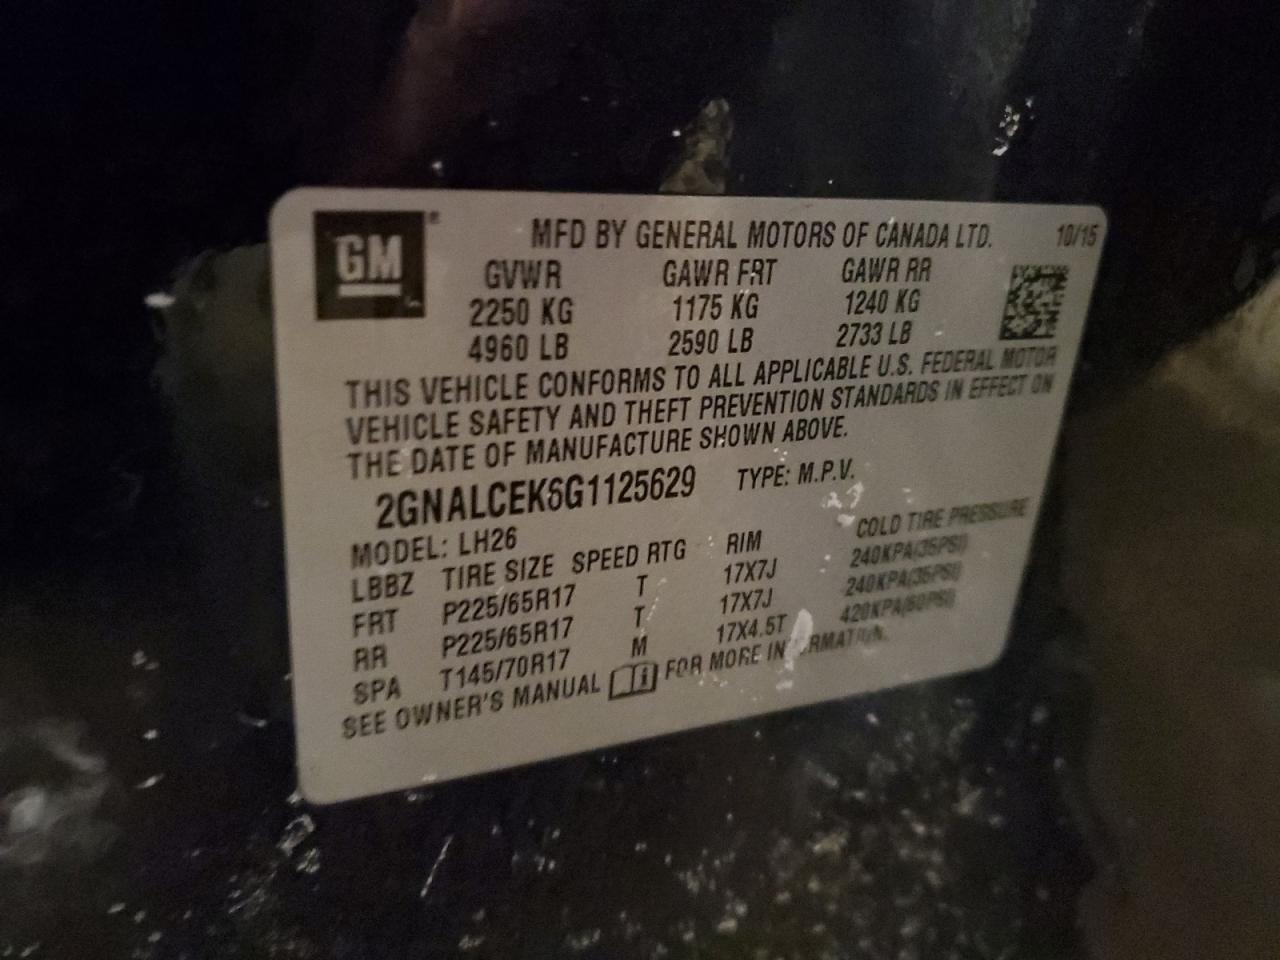 GM
MFD BY GENERAL MOTORS OF CANADA LTD. 10/15
GVWR GAWR FRT GAWR RR
2250 KG 1175 KG 1240 KG
4960 LB 2590 LB 2733 LB
THIS VEHICLE CONFORMS TO ALL APPLICABLE U.S. FEDERAL MOTOR
VEHICLE SAFETY AND THEFT PREVENTION STANDARDS IN EFFECT ON
THE DATE OF MANUFACTURE SHOWN ABOVE.
2GNALCEK6G1125629 TYPE: M.P.V.
MODEL: LH26
LBBZ TIRE SIZE SPEED RTG RIM COLD TIRE PRESSURE
FRT P225/65R17 T 17X7J 240KPA(35PSI)
RR P225/65R17 T 17X7J 240KPA(35PSI)
SPA T145/70R17 M 17X4.5T 420KPA(60PSI)
SEE OWNER'S MANUAL FOR MORE INFORMATION.